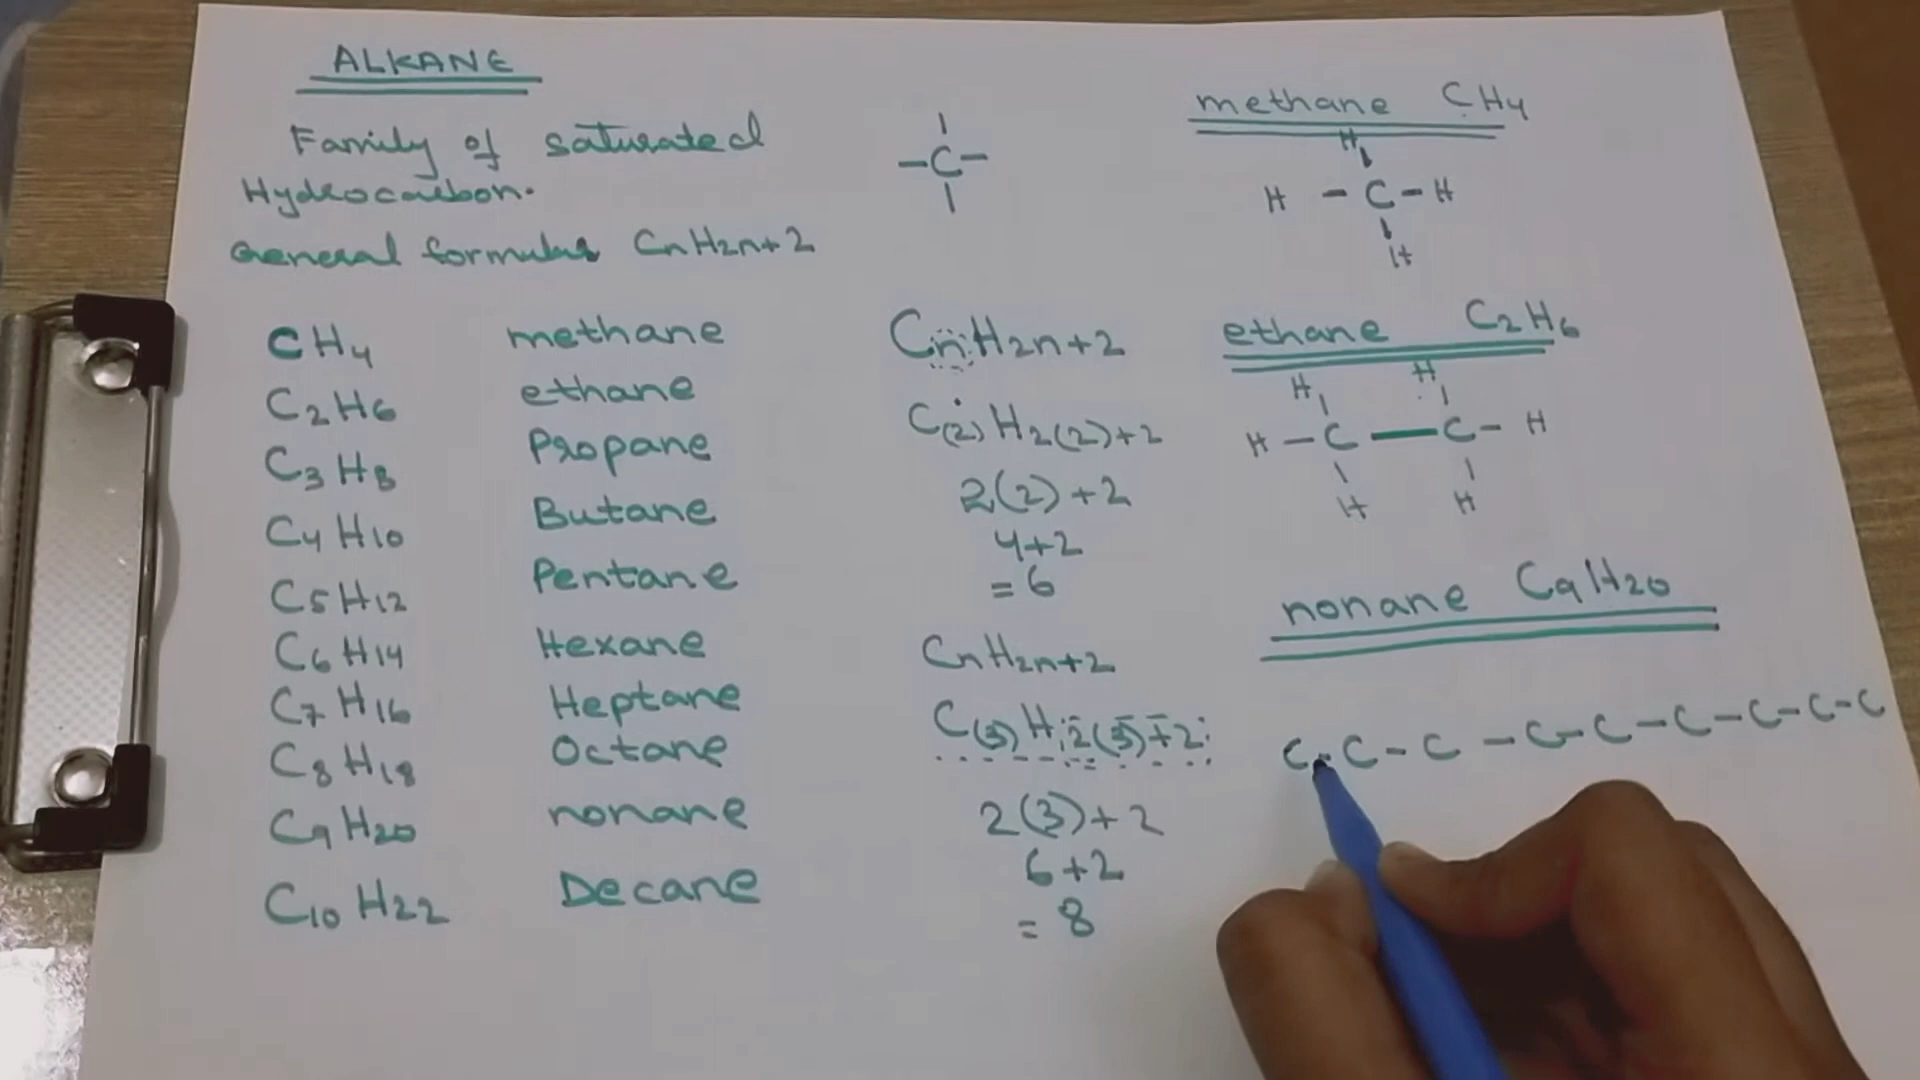 ALKANE
Family of saturated
Hydrocarbon.
General formular CnH2n+2
CH4 methane
C2H6 ethane
C3H8 Propane
C4H10 Butane
C5H12 Pentane
C6H14 Hexane
C7H16 Heptane
C8H18 Octane
C9H20 nonane
C10H22 Decane
-C-
CnH2n+2
C(2)H2(2)+2
2(2)+2
4+2
=6
CnH2n+2
C(3)H2(3)+2
2(3)+2
6+2
=8
methane CH4
H
H-C-H
H
ethane C2H6
H H
H-C-C-H
H H
nonane C9H20
C-C-C-C-C-C-C-C-C